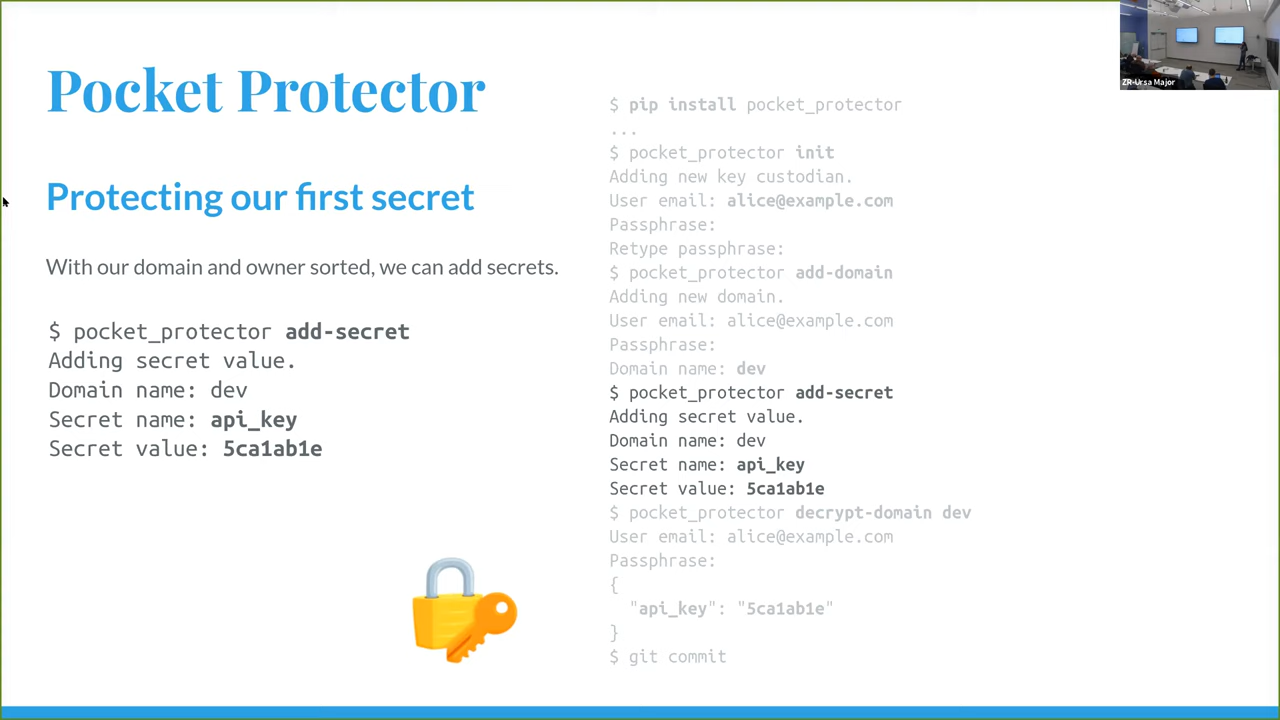 Pocket Protector
Protecting our first secret
With our domain and owner sorted, we can add secrets.
$ pocket_protector add-secret
Adding secret value.
Domain name: dev
Secret name: api_key
Secret value: 5ca1ab1e
$ pip install pocket_protector
...
$ pocket_protector init
Adding new key custodian.
User email: alice@example.com
Passphrase:
Retype passphrase:
$ pocket_protector add-domain
Adding new domain.
User email: alice@example.com
Passphrase:
Domain name: dev
$ pocket_protector add-secret
Adding secret value.
Domain name: dev
Secret name: api_key
Secret value: 5ca1ab1e
$ pocket_protector decrypt-domain dev
User email: alice@example.com
Passphrase:
{
"api_key": "5ca1ab1e"
}
$ git commit
ZR-Ursa Major